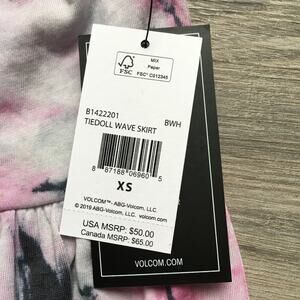 FSC
MIX
Paper
FSC® C012345
B1422201
BWH
TIEDOLL WAVE SKIRT
8 87168 06960 5
XS
VOLCOM™-ABG-Volcom, LLC.
© 2019 ABG-Volcom, LLC. volcom.com
USA MSRP: $50.00
Canada MSRP: $65.00
VOLCOM.COM